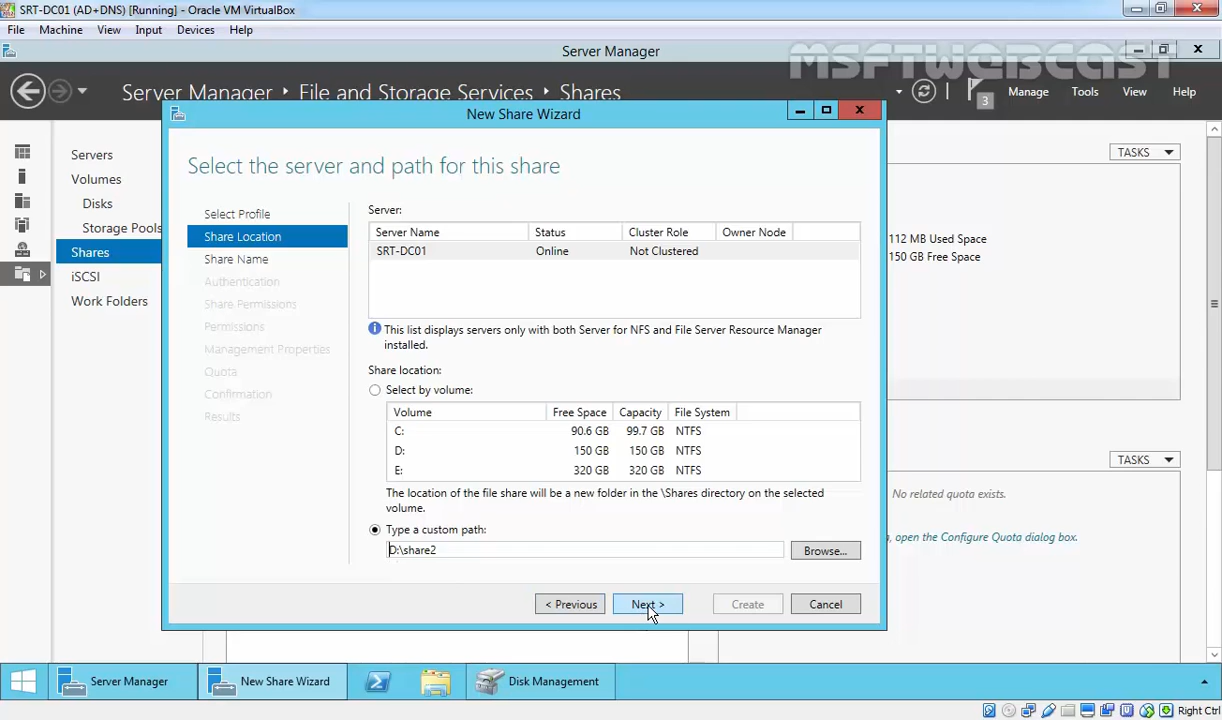 SRT-DC01 (AD+DNS) [Running] - Oracle VM VirtualBox
File Machine View Input Devices Help
Server Manager
MSFTWEBCAST
Server Manager • File and Storage Services • Shares
3
Manage Tools View Help
New Share Wizard
Servers
Volumes
Disks
Storage Pools
Shares
iSCSI
Work Folders
Select the server and path for this share
Select Profile
Share Location
Share Name
Authentication
Share Permissions
Permissions
Management Properties
Quota
Confirmation
Results
Server:
Server Name Status Cluster Role Owner Node
SRT-DC01 Online Not Clustered
This list displays servers only with both Server for NFS and File Server Resource Manager
installed.
Share location:
Select by volume:
Volume Free Space Capacity File System
C: 90.6 GB 99.7 GB NTFS
D: 150 GB 150 GB NTFS
E: 320 GB 320 GB NTFS
The location of the file share will be a new folder in the \Shares directory on the selected
volume.
Type a custom path:
D:\share2
Browse...
< Previous
Next >
Create
Cancel
TASKS
112 MB Used Space
150 GB Free Space
TASKS
No related quota exists.
, open the Configure Quota dialog box.
Server Manager
New Share Wizard
Disk Management
Right Ctrl